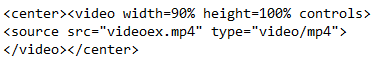 <center><video width=90% height=100% controls>
<source src="videoex.mp4" type="video/mp4">
</video></center>